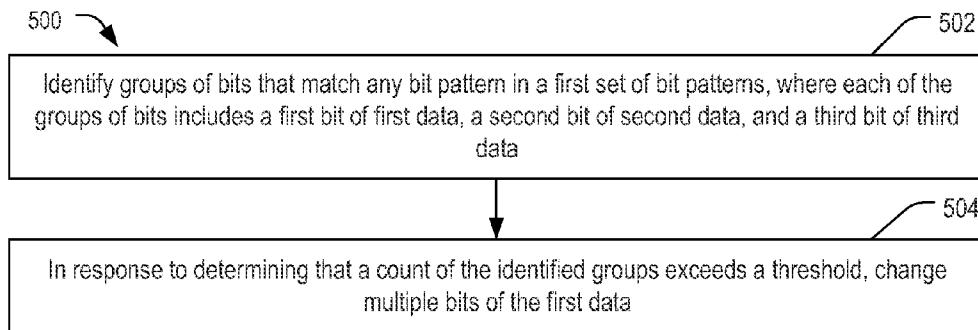 500
502
Identify groups of bits that match any bit pattern in a first set of bit patterns, where each of the
groups of bits includes a first bit of first data, a second bit of second data, and a third bit of third
data
504
In response to determining that a count of the identified groups exceeds a threshold, change
multiple bits of the first data